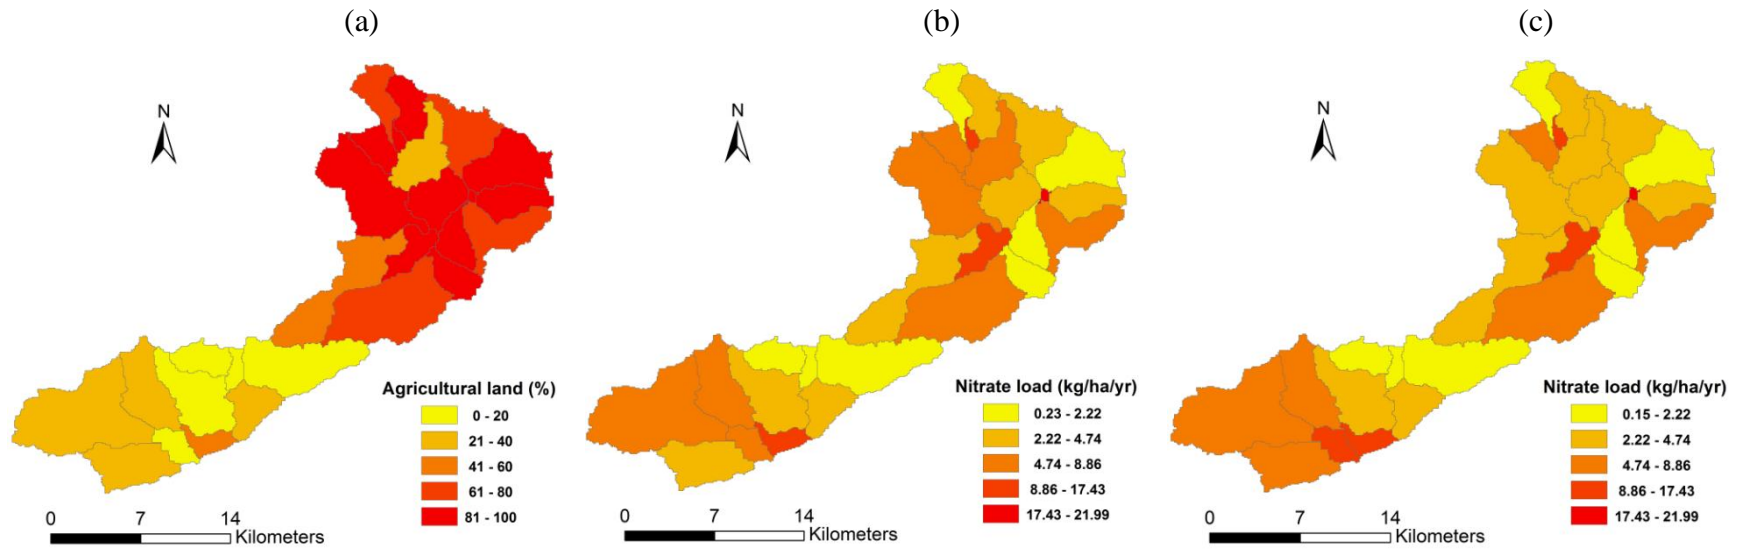 (a)
(b)
(c)
N
N
N
Agricultural land (%)
0 - 20
21 - 40
41 - 60
61 - 80
81 - 100
0 7 14
Kilometers
Nitrate load (kg/ha/yr)
0.23 - 2.22
2.22 - 4.74
4.74 - 8.86
8.86 - 17.43
17.43 - 21.99
0 7 14
Kilometers
Nitrate load (kg/ha/yr)
0.15 - 2.22
2.22 - 4.74
4.74 - 8.86
8.86 - 17.43
17.43 - 21.99
0 7 14
Kilometers